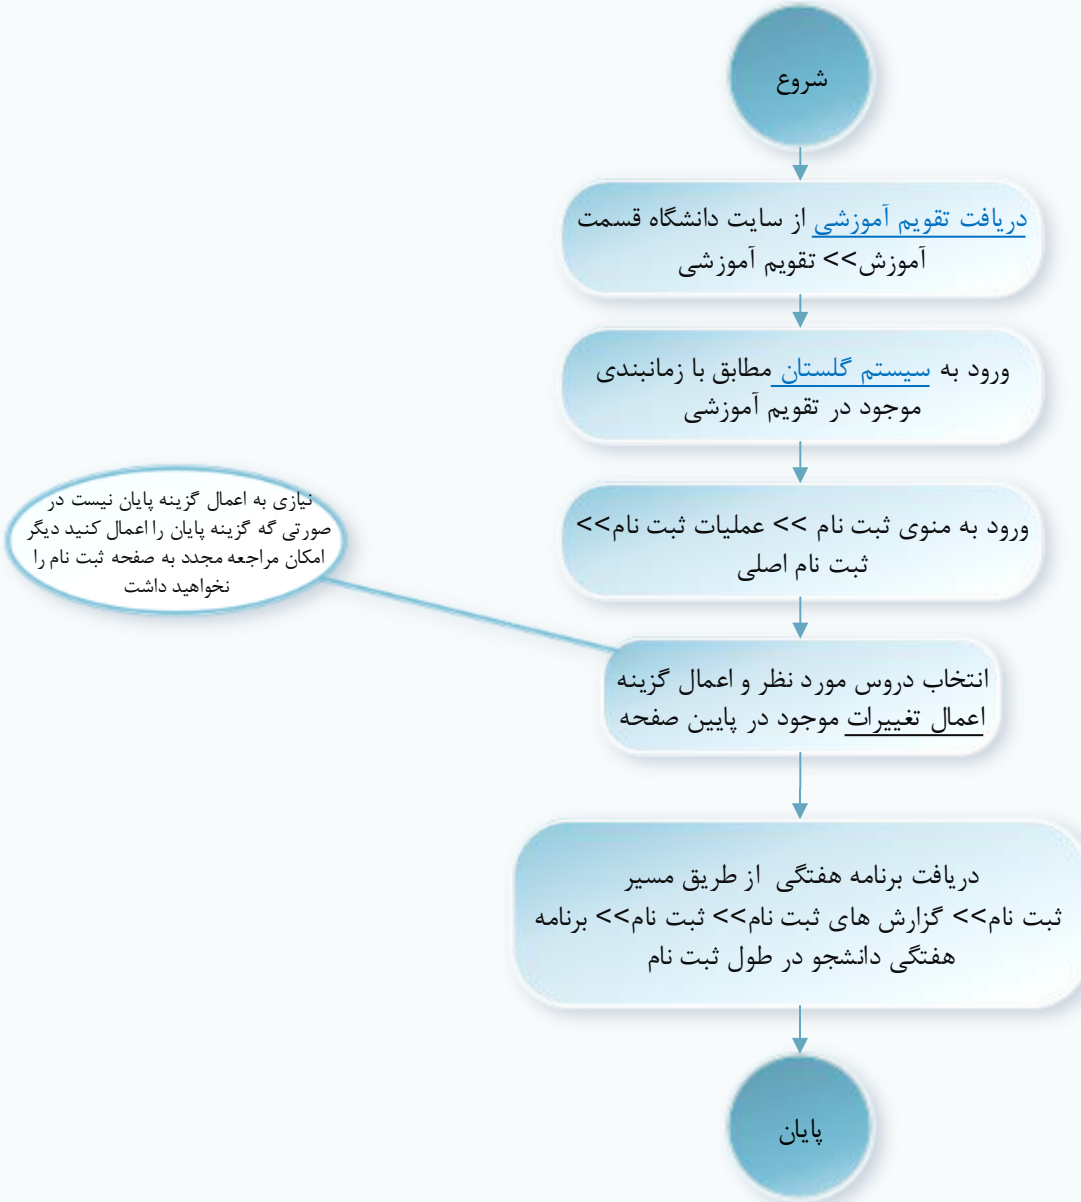 شروع
دریافت تقویم آموزشی از سایت دانشگاه قسمت
آموزش>> تقویم آموزشی
ورود به سیستم گلستان مطابق با زمانبندی
موجود در تقویم آموزشی
ورود به منوی ثبت نام >> عملیات ثبت نام>>
ثبت نام اصلی
نیازی به اعمال گزینه پایان نیست در
صورتی گه گزینه پایان را اعمال کنید دیگر
امکان مراجعه مجدد به صفحه ثبت نام را
نخواهید داشت
انتخاب دروس مورد نظر و اعمال گزینه
اعمال تغییرات موجود در پایین صفحه
دریافت برنامه هفتگی از طریق مسیر
ثبت نام>> گزارش های ثبت نام>> ثبت نام>> برنامه
هفتگی دانشجو در طول ثبت نام
پایان